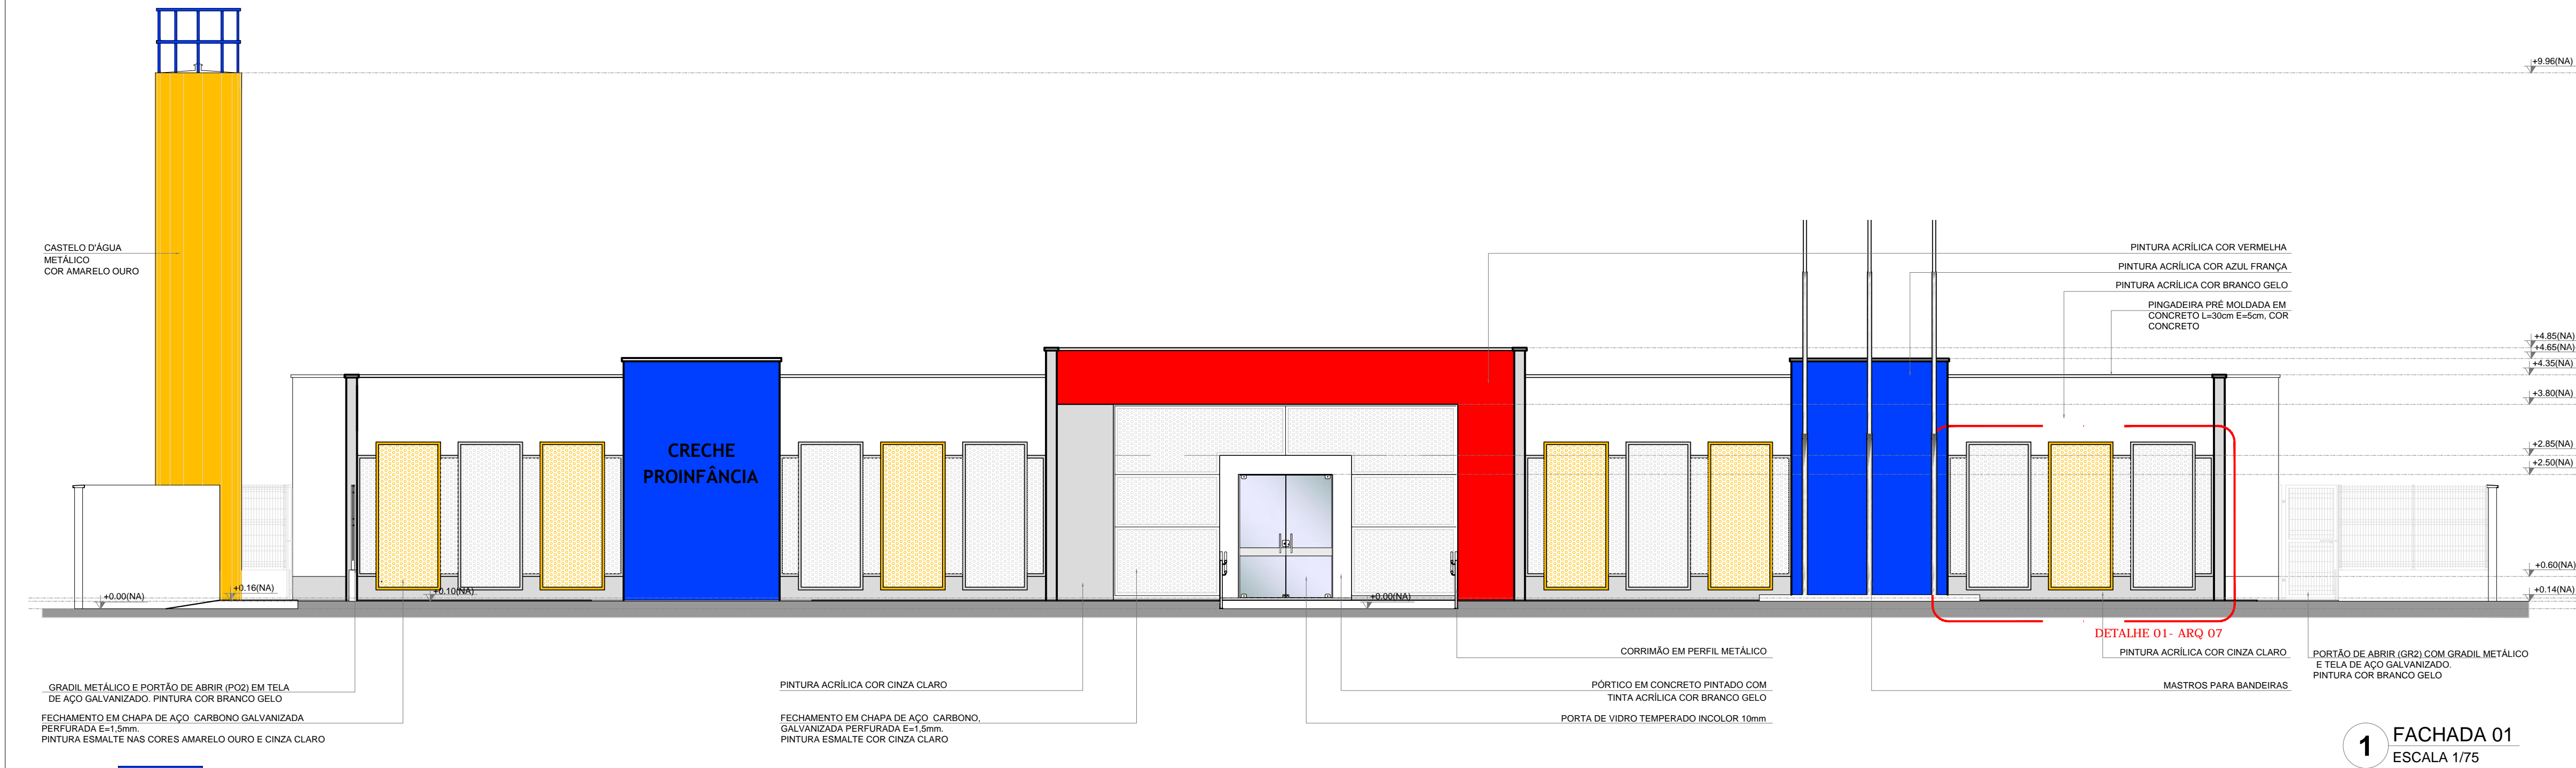 +9.96(NA)
CASTELO D'ÁGUA
METÁLICO
COR AMARELO OURO
PINTURA ACRÍLICA COR VERMELHA
PINTURA ACRÍLICA COR AZUL FRANÇA
PINTURA ACRÍLICA COR BRANCO GELO
PINGADEIRA PRÉ MOLDADA EM
CONCRETO L=30cm E=5cm, COR
CONCRETO
+4.85(NA)
+4.65(NA)
+4.35(NA)
+3.80(NA)
+2.85(NA)
+2.50(NA)
+0.60(NA)
+0.14(NA)
CRECHE
PROINFÂNCIA
+0.00(NA)
+0.16(NA)
+0.10(NA)
+0.00(NA)
DETALHE 01- ARQ 07
GRADIL METÁLICO E PORTÃO DE ABRIR (PO2) EM TELA
DE AÇO GALVANIZADO. PINTURA COR BRANCO GELO
FECHAMENTO EM CHAPA DE AÇO CARBONO GALVANIZADA
PERFURADA E=1,5mm.
PINTURA ESMALTE NAS CORES AMARELO OURO E CINZA CLARO
PINTURA ACRÍLICA COR CINZA CLARO
FECHAMENTO EM CHAPA DE AÇO CARBONO,
GALVANIZADA PERFURADA E=1,5mm.
PINTURA ESMALTE COR CINZA CLARO
CORRIMÃO EM PERFIL METÁLICO
PÓRTICO EM CONCRETO PINTADO COM
TINTA ACRÍLICA COR BRANCO GELO
PORTA DE VIDRO TEMPERADO INCOLOR 10mm
PINTURA ACRÍLICA COR CINZA CLARO
MASTROS PARA BANDEIRAS
PORTÃO DE ABRIR (GR2) COM GRADIL METÁLICO
E TELA DE AÇO GALVANIZADO.
PINTURA COR BRANCO GELO
1 FACHADA 01
ESCALA 1/75